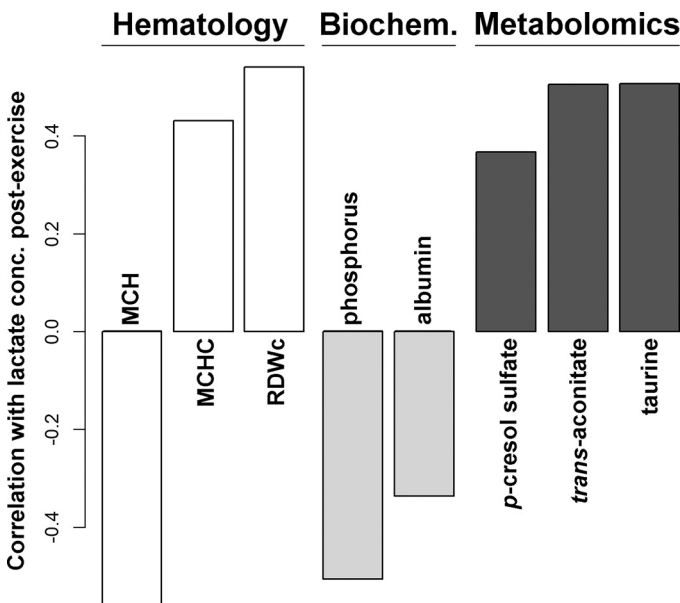 Hematology Biochem. Metabolomics
Correlation with lactate conc. post-exercise
0.4
0.2
0.0
-0.2
-0.4
MCH
MCHC
RDWc
phosphorus
albumin
p-cresol sulfate
trans-aconitate
taurine